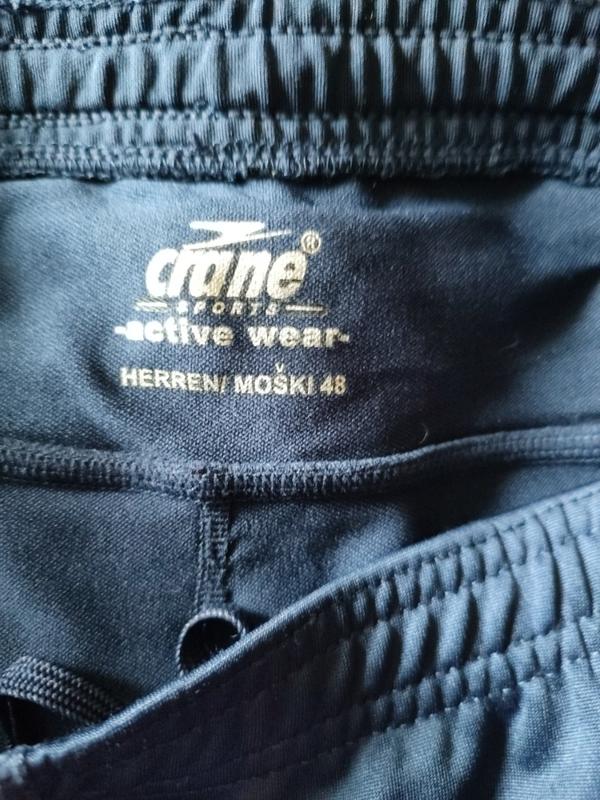 crane®
SPORTS
-active wear-
HERREN/ MOŠKI 48